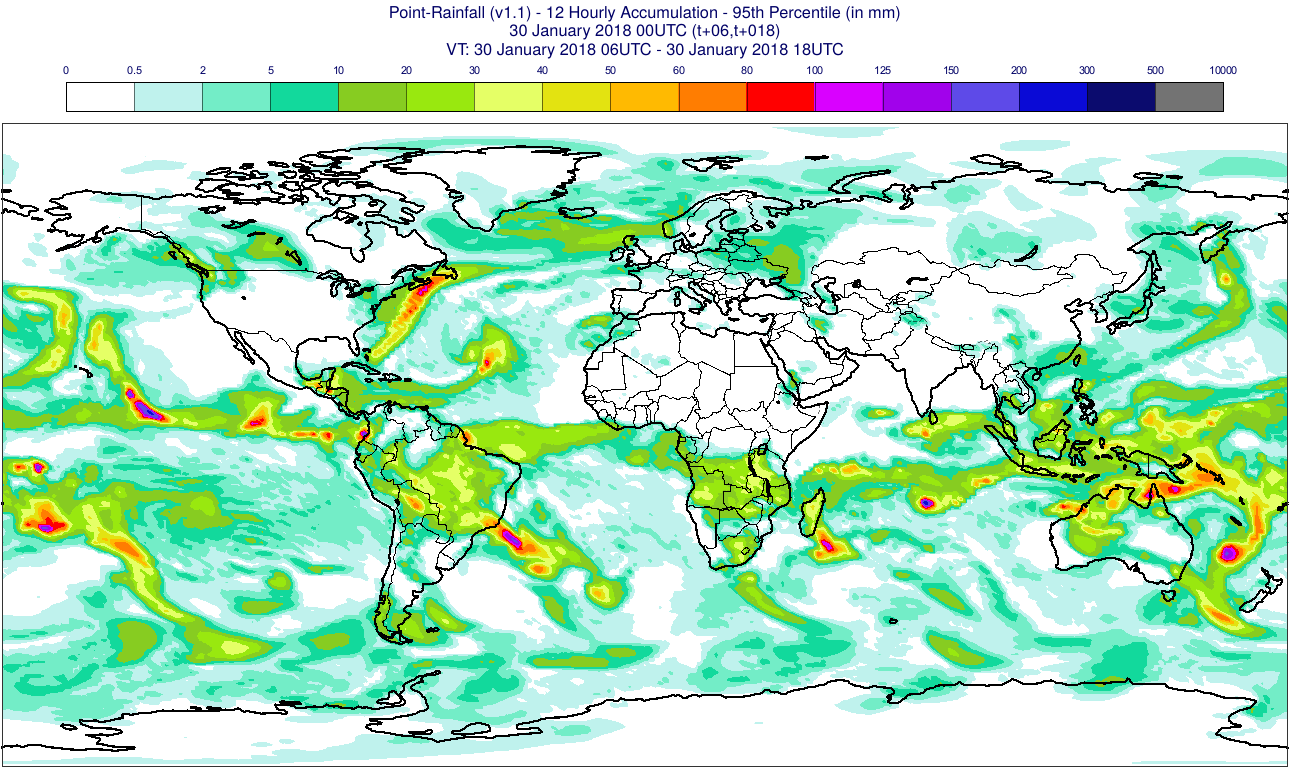 Point-Rainfall (v1.1) - 12 Hourly Accumulation - 95th Percentile (in mm)
30 January 2018 00UTC (t+06,t+018)
VT: 30 January 2018 06UTC - 30 January 2018 18UTC
0 0.5 2 5 10 20 30 40 50 60 80 100 125 150 200 300 500 10000